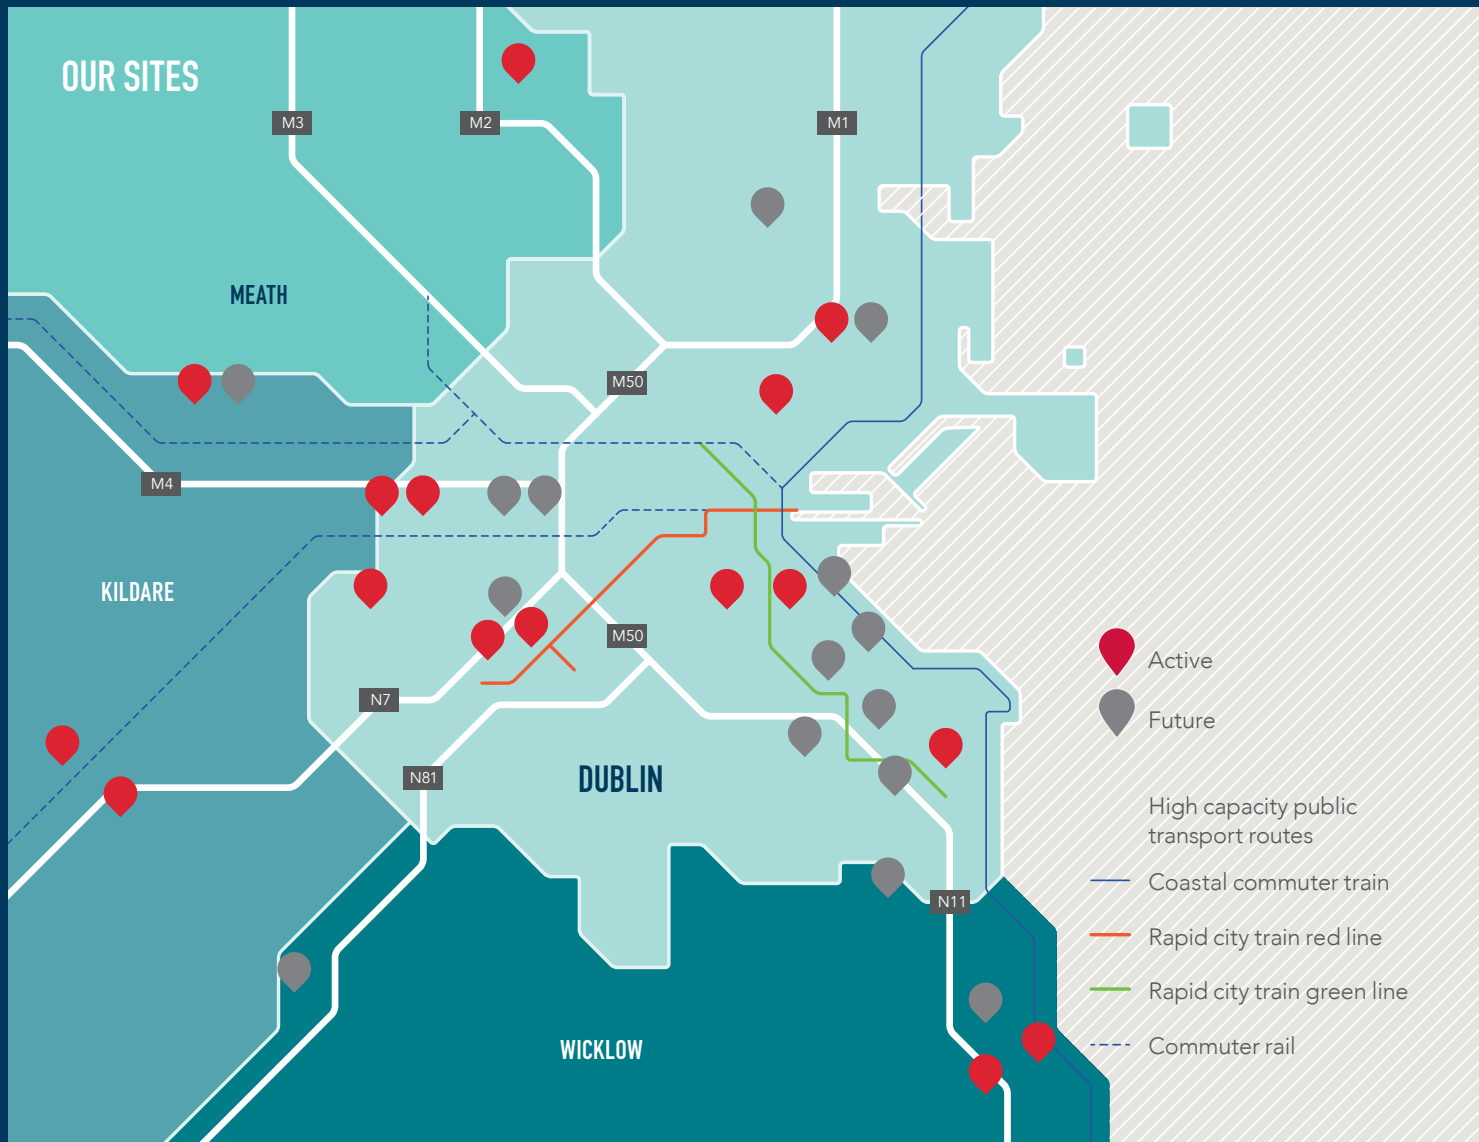 OUR SITES
M3
M2
M1
MEATH
M50
M4
KILDARE
M50
N7
N81
DUBLIN
N11
WICKLOW
Active
Future
High capacity public
transport routes
Coastal commuter train
Rapid city train red line
Rapid city train green line
Commuter rail